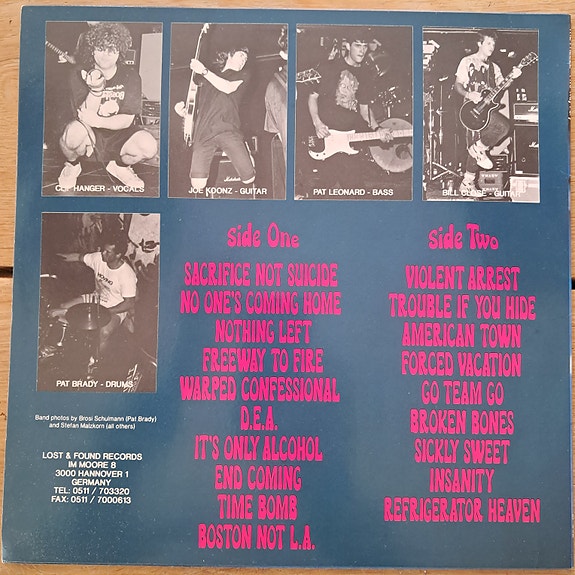 CLIF HANGER - VOCALS
JOE KOONZ - GUITAR
PAT LEONARD - BASS
BILL CLOSE - GUITAR
PAT BRADY - DRUMS
Side One
SACRIFICE NOT SUICIDE
NO ONE'S COMING HOME
NOTHING LEFT
FREEWAY TO FIRE
WARPED CONFESSIONAL
D.E.A.
IT'S ONLY ALCOHOL
END COMING
TIME BOMB
BOSTON NOT L.A.
Side Two
VIOLENT ARREST
TROUBLE IF YOU HIDE
AMERICAN TOWN
FORCED VACATION
GO TEAM GO
BROKEN BONES
SICKLY SWEET
INSANITY
REFRIGERATOR HEAVEN
Band photos by Brosi Schulmann (Pat Brady)
and Stefan Malzkorn (all others)
LOST & FOUND RECORDS
IM MOORE 8
3000 HANNOVER 1
GERMANY
TEL: 0511 / 703320
FAX: 0511 / 7000613